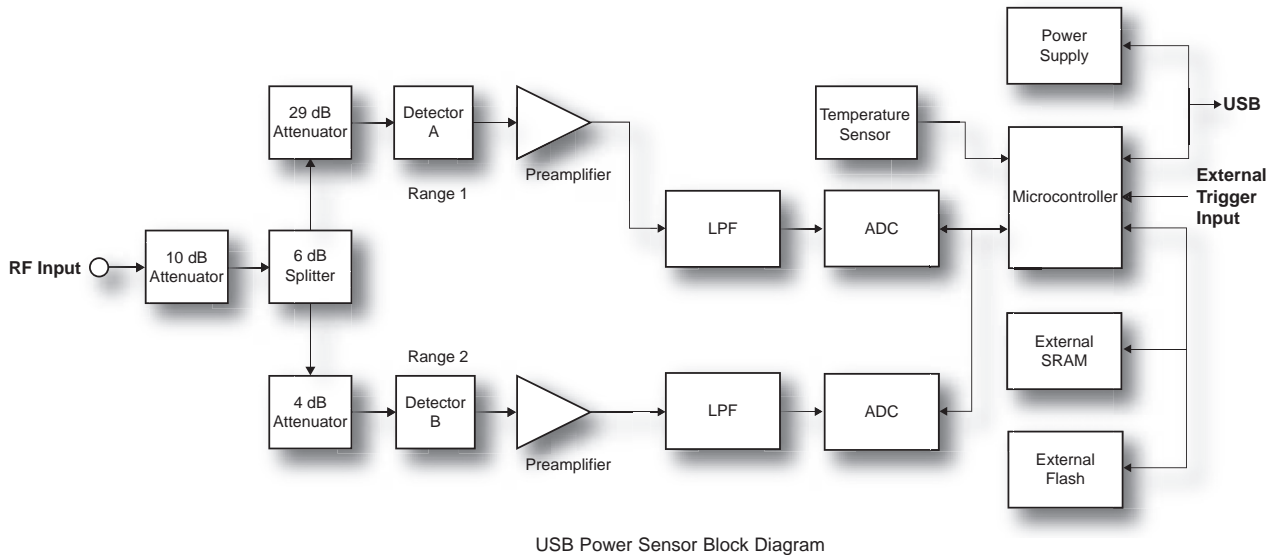 Power
Supply
USB
29 dB
Attenuator
Detector
A
Temperature
Sensor
Preamplifier
Range 1
Microcontroller
External
Trigger
Input
LPF
ADC
RF Input
10 dB
Attenuator
6 dB
Splitter
External
SRAM
Range 2
4 dB
Attenuator
Detector
B
LPF
ADC
Preamplifier
External
Flash
USB Power Sensor Block Diagram